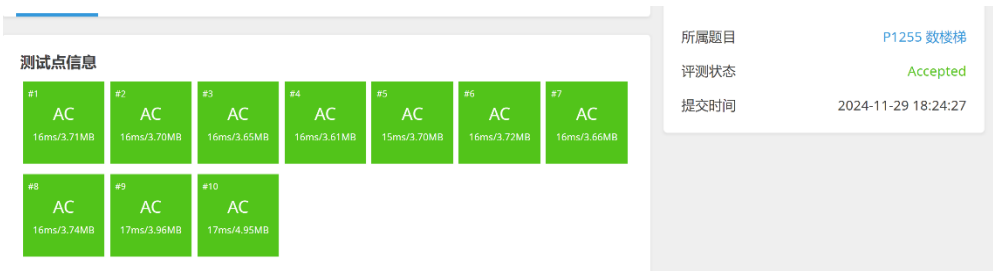 测试点信息
#1
AC
16ms/3.71MB
#2
AC
16ms/3.70MB
#3
AC
16ms/3.65MB
#4
AC
16ms/3.61MB
#5
AC
15ms/3.70MB
#6
AC
16ms/3.72MB
#7
AC
16ms/3.66MB
#8
AC
16ms/3.74MB
#9
AC
17ms/3.96MB
#10
AC
17ms/4.95MB
所属题目 P1255 数楼梯
评测状态 Accepted
提交时间 2024-11-29 18:24:27